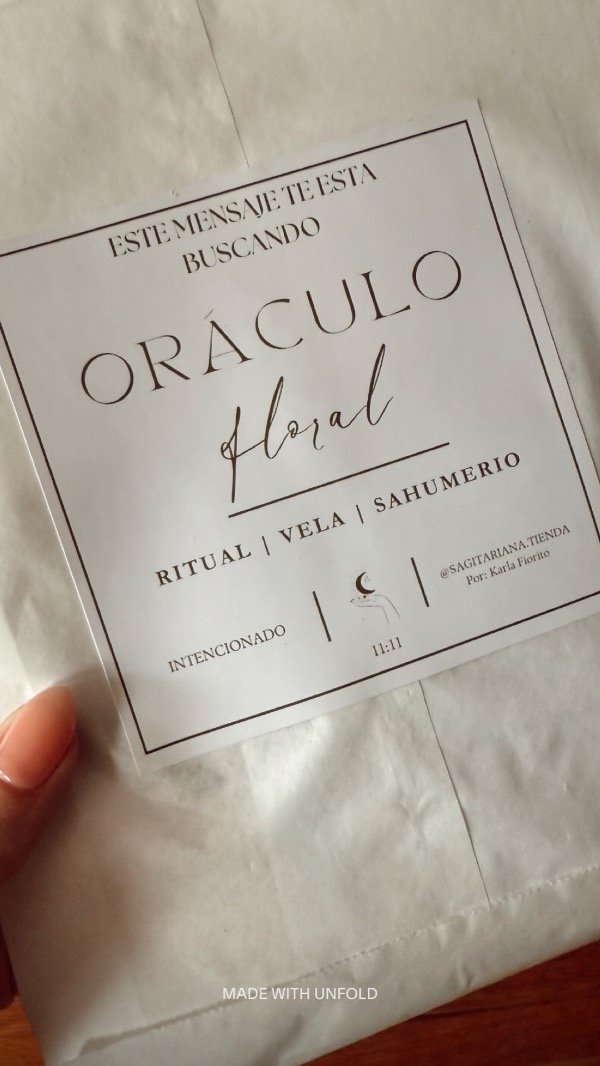 ESTE MENSAJE TE ESTA
BUSCANDO
ORÁCULO
floral
RITUAL | VELA | SAHUMERIO
INTENCIONADO
11:11
@SAGITARIANA.TIENDA
Por: Karla Fiorito
MADE WITH UNFOLD